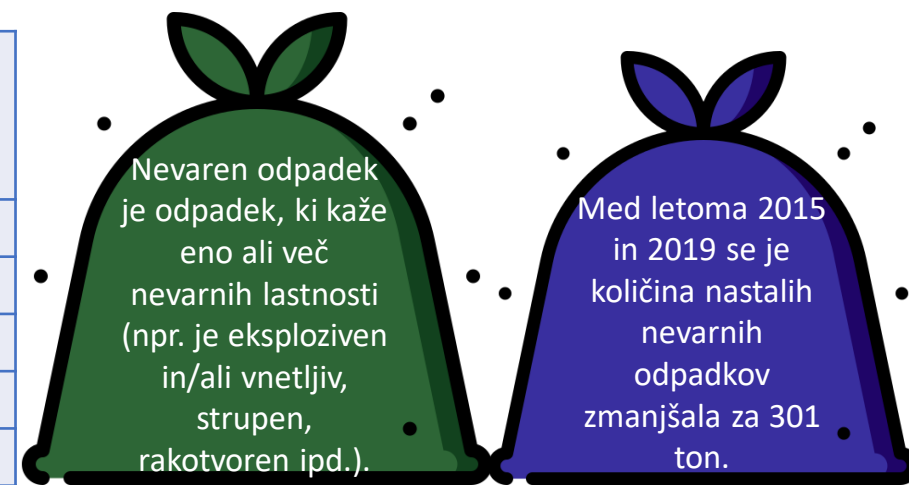 Nevaren odpadek
je odpadek, ki kaže
eno ali več
nevarnih lastnosti
(npr. je eksploziven
in/ali vnetljiv,
strupen,
rakotvoren ipd.).
Med letoma 2015
in 2019 se je
količina nastalih
nevarnih
odpadkov
zmanjšala za 301
ton.